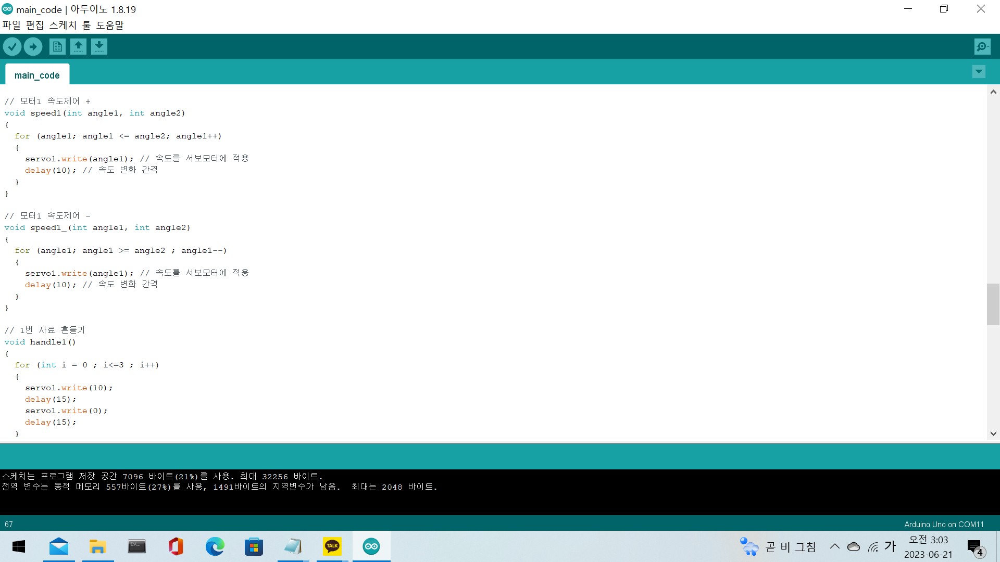 main_code | 아두이노 1.8.19
파일 편집 스케치 툴 도움말
main_code
// 모터1 속도제어 +
void speed1(int angle1, int angle2)
{
  for (angle1; angle1 <= angle2; angle1++)
  {
    servo1.write(angle1); // 속도를 서보모터에 적용
    delay(10); // 속도 변화 간격
  }
}
// 모터1 속도제어 -
void speed1_(int angle1, int angle2)
{
  for (angle1; angle1 >= angle2 ; angle1--)
  {
    servo1.write(angle1); // 속도를 서보모터에 적용
    delay(10); // 속도 변화 간격
  }
}
// 1번 사료 흔들기
void handle1()
{
  for (int i = 0 ; i<=3 ; i++)
  {
    servo1.write(10);
    delay(15);
    servo1.write(0);
    delay(15);
  }
스케치는 프로그램 저장 공간 7096 바이트(21%)를 사용. 최대 32256 바이트.
전역 변수는 동적 메모리 557바이트(27%)를 사용, 1491바이트의 지역변수가 남음.  최대는 2048 바이트.
67
Arduino Uno on COM11
C:\_
TALK
곧 비 그침
가
오전 3:03
2023-06-21
4